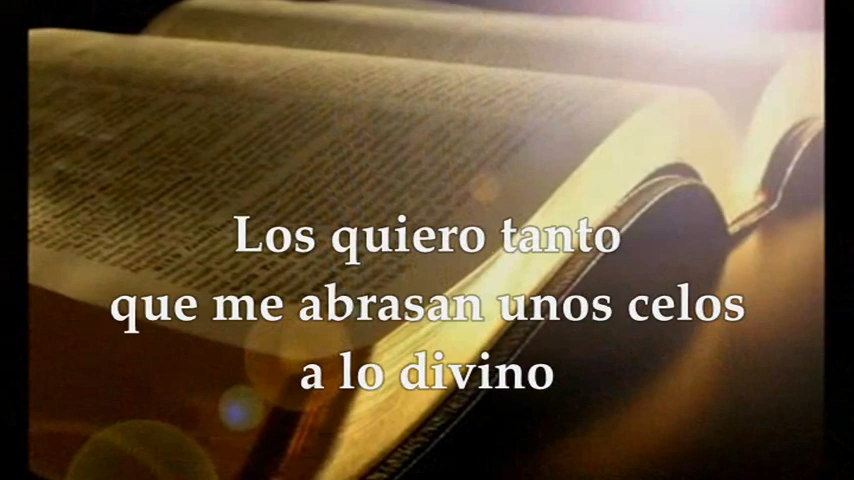 Los quiero tanto
que me abrasan unos celos
a lo divino